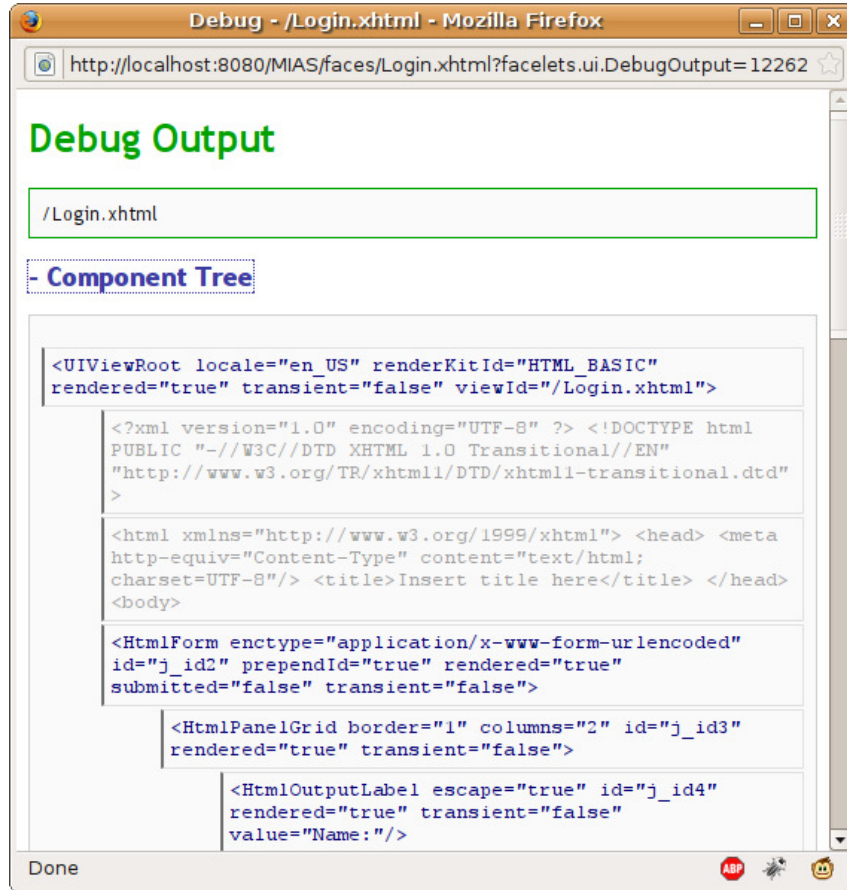 Debug - /Login.xhtml - Mozilla Firefox
http://localhost:8080/MIAS/faces/Login.xhtml?facelets.ui.DebugOutput=12262
Debug Output
/Login.xhtml
- Component Tree
<UIViewRoot locale="en_US" renderKitId="HTML_BASIC"
rendered="true" transient="false" viewId="/Login.xhtml">
<?xml version="1.0" encoding="UTF-8" ?> <!DOCTYPE html
PUBLIC "-//W3C//DTD XHTML 1.0 Transitional//EN"
"http://www.w3.org/TR/xhtml1/DTD/xhtml1-transitional.dtd"
>
<html xmlns="http://www.w3.org/1999/xhtml"> <head> <meta
http-equiv="Content-Type" content="text/html;
charset=UTF-8"/> <title>Insert title here</title> </head>
<body>
<HtmlForm enctype="application/x-www-form-urlencoded"
id="j_id2" prependId="true" rendered="true"
submitted="false" transient="false">
<HtmlPanelGrid border="1" columns="2" id="j_id3"
rendered="true" transient="false">
<HtmlOutputLabel escape="true" id="j_id4"
rendered="true" transient="false"
value="Name:"/>
Done
ABP